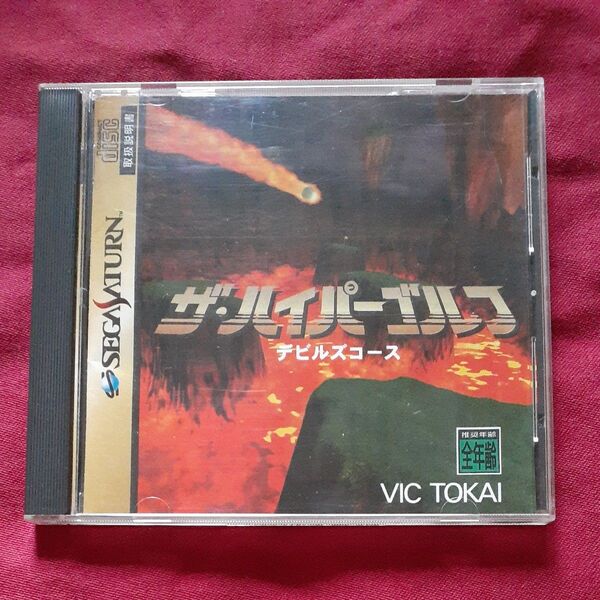 disc
取扱説明書
SEGA SATURN™
ザ・ハイパーゴルフ
デビルズコース
推奨年齢
全年齢
VIC TOKAI